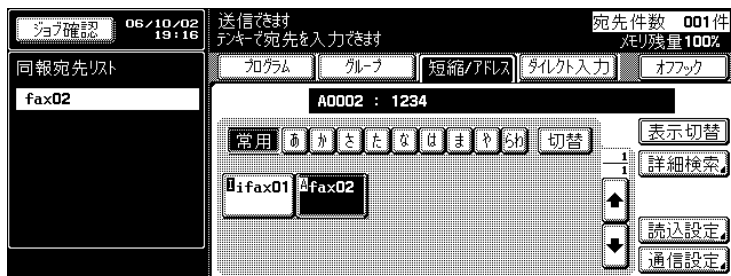 ジョブ確認
06/10/02
19:16
送信できます
テンキーで宛先を入力できます
宛先件数 001件
メモリ残量100%
同報宛先リスト
fax02
プログラム
グループ
短縮/アドレス
ダイレクト入力
オフフック
A0002 : 1234
常用
あ
か
さ
た
な
は
ま
や
らわ
切替
表示切替
1
1
詳細検索
I ifax01
A fax02
読込設定
通信設定